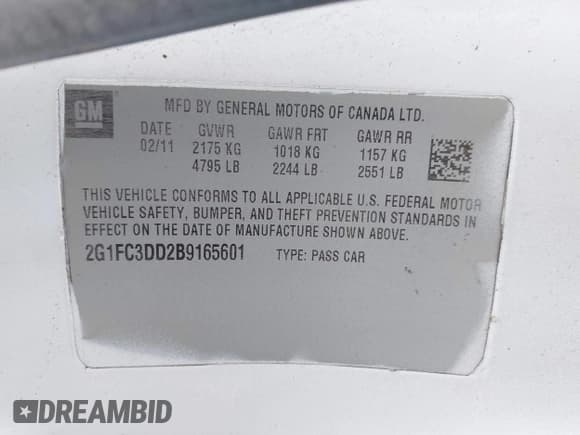 GM
MFD BY GENERAL MOTORS OF CANADA LTD.
DATE GVWR GAWR FRT GAWR RR
02/11 2175 KG 1018 KG 1157 KG
4795 LB 2244 LB 2551 LB
THIS VEHICLE CONFORMS TO ALL APPLICABLE U.S. FEDERAL MOTOR
VEHICLE SAFETY, BUMPER, AND THEFT PREVENTION STANDARDS IN
EFFECT ON THE DATE OF MANUFACTURE SHOWN ABOVE.
2G1FC3DD2B9165601 TYPE: PASS CAR
DREAMBID